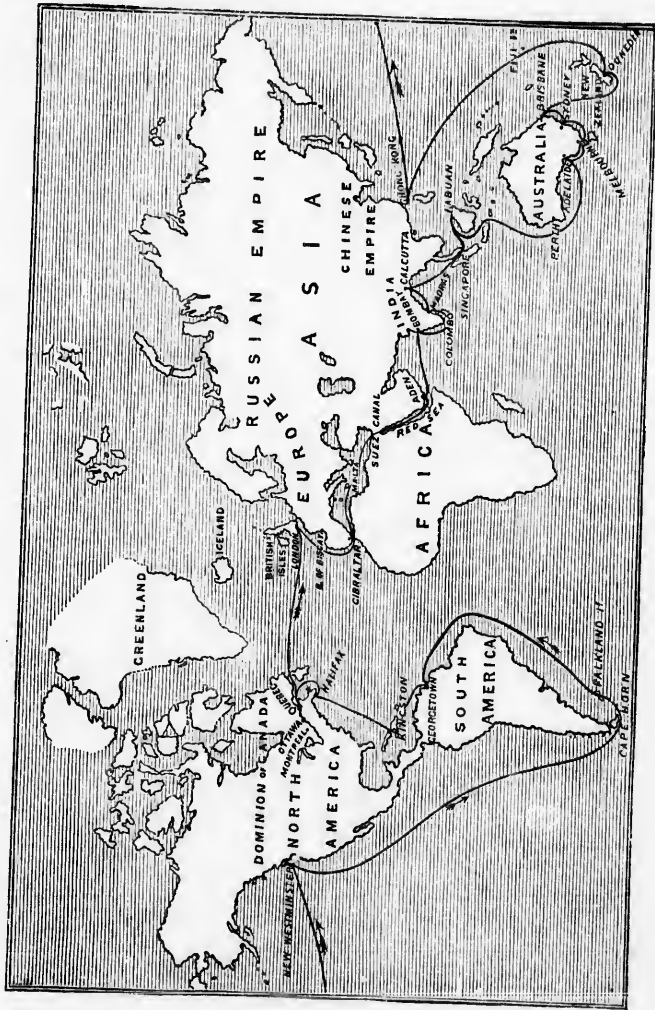 GREENLAND
ICELAND
DOMINION OF CANADA
NORTH
AMERICA
QUEBEC
OTTAWA
MONTREAL
HALIFAX
NEW WESTMINSTER
KINGSTON
GEORGETOWN
SOUTH
AMERICA
FALKLAND Iˢ
CAPE HORN
BRITISH
ISLES
LONDON
B. OF BISCAY
GIBRALTAR
MALTA
EUROPE
RUSSIAN EMPIRE
ASIA
CHINESE
EMPIRE
SUEZ CANAL
RED SEA
ADEN
AFRICA
INDIA
BOMBAY
CALCUTTA
COLOMBO
SINGAPORE
LABUAN
HONG KONG
AUSTRALIA
PERTH
ADELAIDE
MELBOURNE
SYDNEY
BRISBANE
NEW
ZEALAND
DUNEDIN
FIJI Iˢ